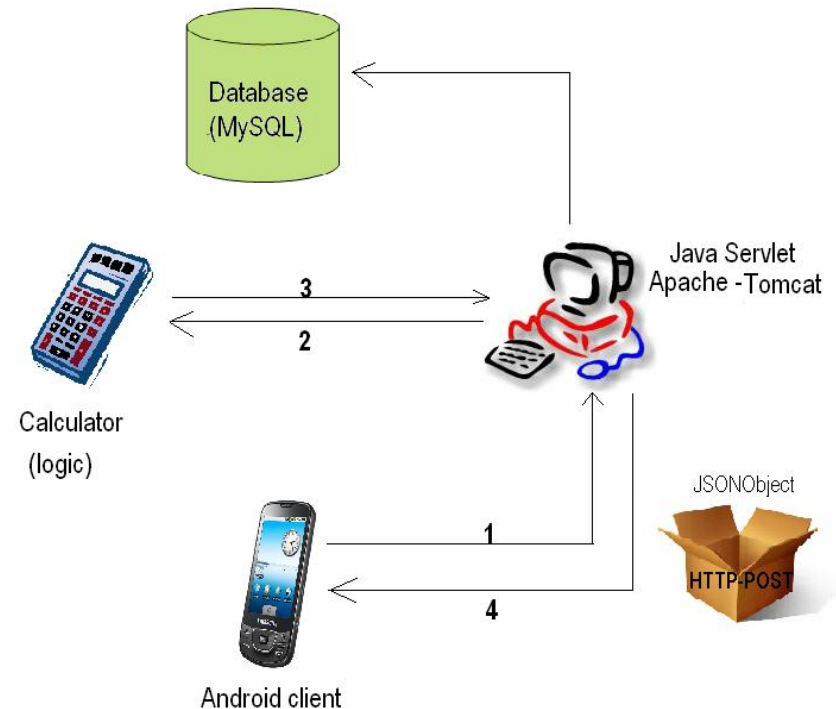 Database
(MySQL)
Java Servlet
Apache -Tomcat
3
2
Calculator
(logic)
JSONObject
HTTP-POST
1
4
Android client